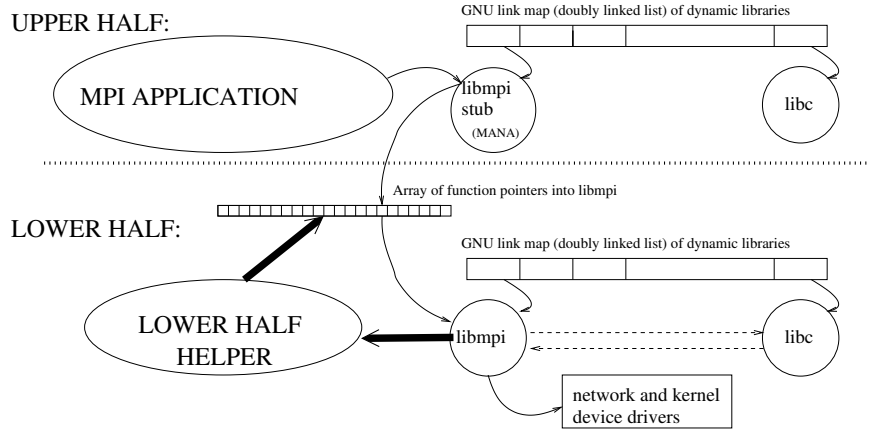 UPPER HALF:
GNU link map (doubly linked list) of dynamic libraries
MPI APPLICATION
libmpi
stub
(MANA)
libc
Array of function pointers into libmpi
LOWER HALF:
GNU link map (doubly linked list) of dynamic libraries
LOWER HALF
HELPER
libmpi
libc
network and kernel
device drivers